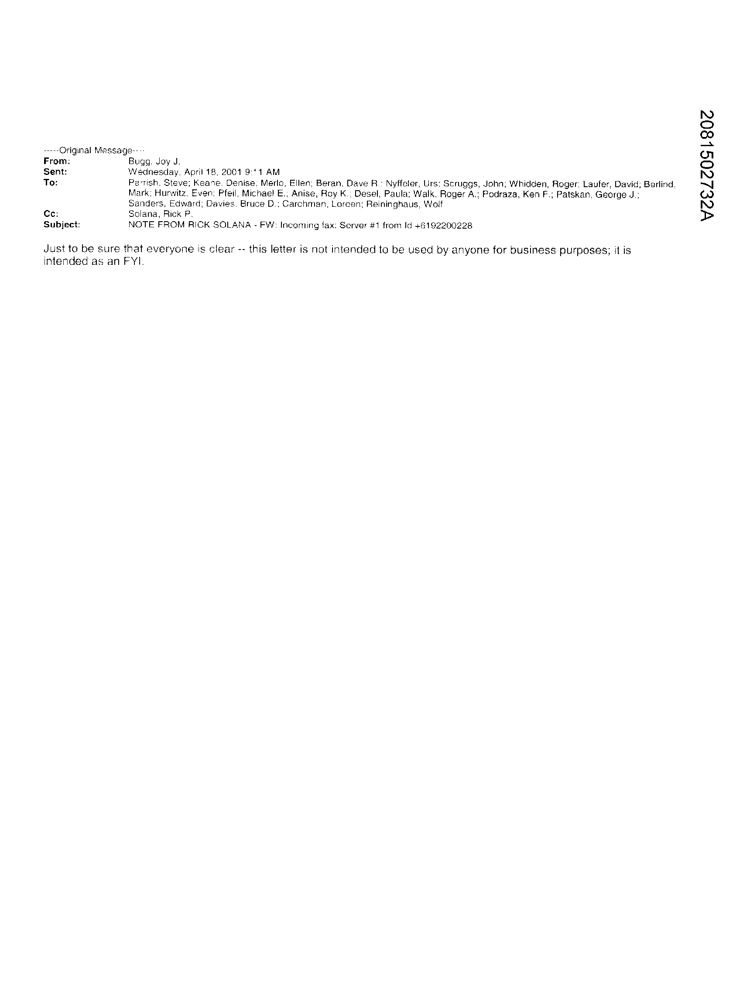 -----Original Message-----
From: Bugg, Joy J.
Sent: Wednesday, April 18, 2001 9:11 AM
To: Parrish, Steve; Keane, Denise; Merlo, Ellen; Beran, Dave R.; Nyffeler, Urs; Scruggs, John; Whidden, Roger; Laufer, David; Berlind,
Mark; Hurwitz, Even; Pfeil, Michael E.; Anise, Roy K.; Desel, Paula; Walk, Roger A.; Podraza, Ken F.; Patskan, George J.;
Sanders, Edward; Davies, Bruce D.; Carchman, Loreen; Reininghaus, Wolf
Cc: Solana, Rick P.
Subject: NOTE FROM RICK SOLANA - FW: Incoming fax: Server #1 from Id +6192200228
Just to be sure that everyone is clear -- this letter is not intended to be used by anyone for business purposes; it is
intended as an FYI.
2081502732A